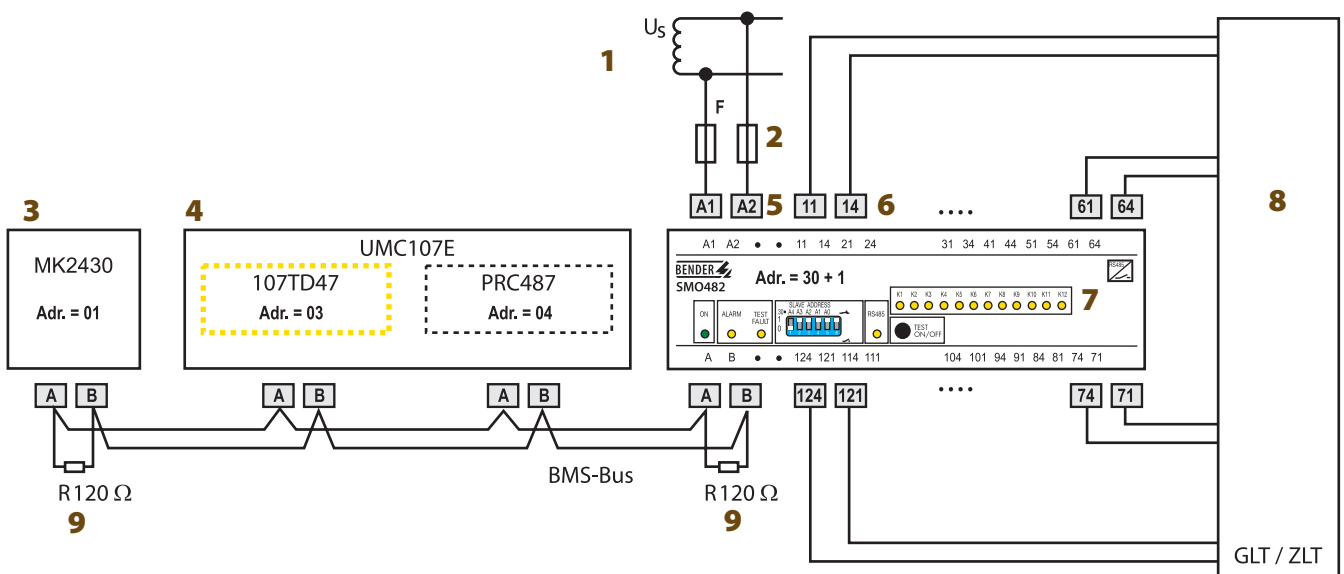 U_S
1
F
2
A1 A2 5 11 14 6 .... 61 64
8
3
4
MK2430
Adr. = 01
UMC107E
107TD47
Adr. = 03
PRC487
Adr. = 04
A1 A2 • • 11 14 21 24 31 34 41 44 51 54 61 64
BENDER
SMO482
Adr. = 30 + 1
RS485
K1 K2 K3 K4 K5 K6 K7 K8 K9 K10 K11 K12
7
ON
ALARM
TEST
FAULT
SLAVE ADDRESS
30+ A4 A3 A2 A1 A0
1
0
RS485
TEST
ON/OFF
A B • • 124 121 114 111 104 101 94 91 84 81 74 71
A B
A B
A B
A B
124 121 .... 74 71
BMS-Bus
R120 Ω
9
R120 Ω
9
GLT / ZLT